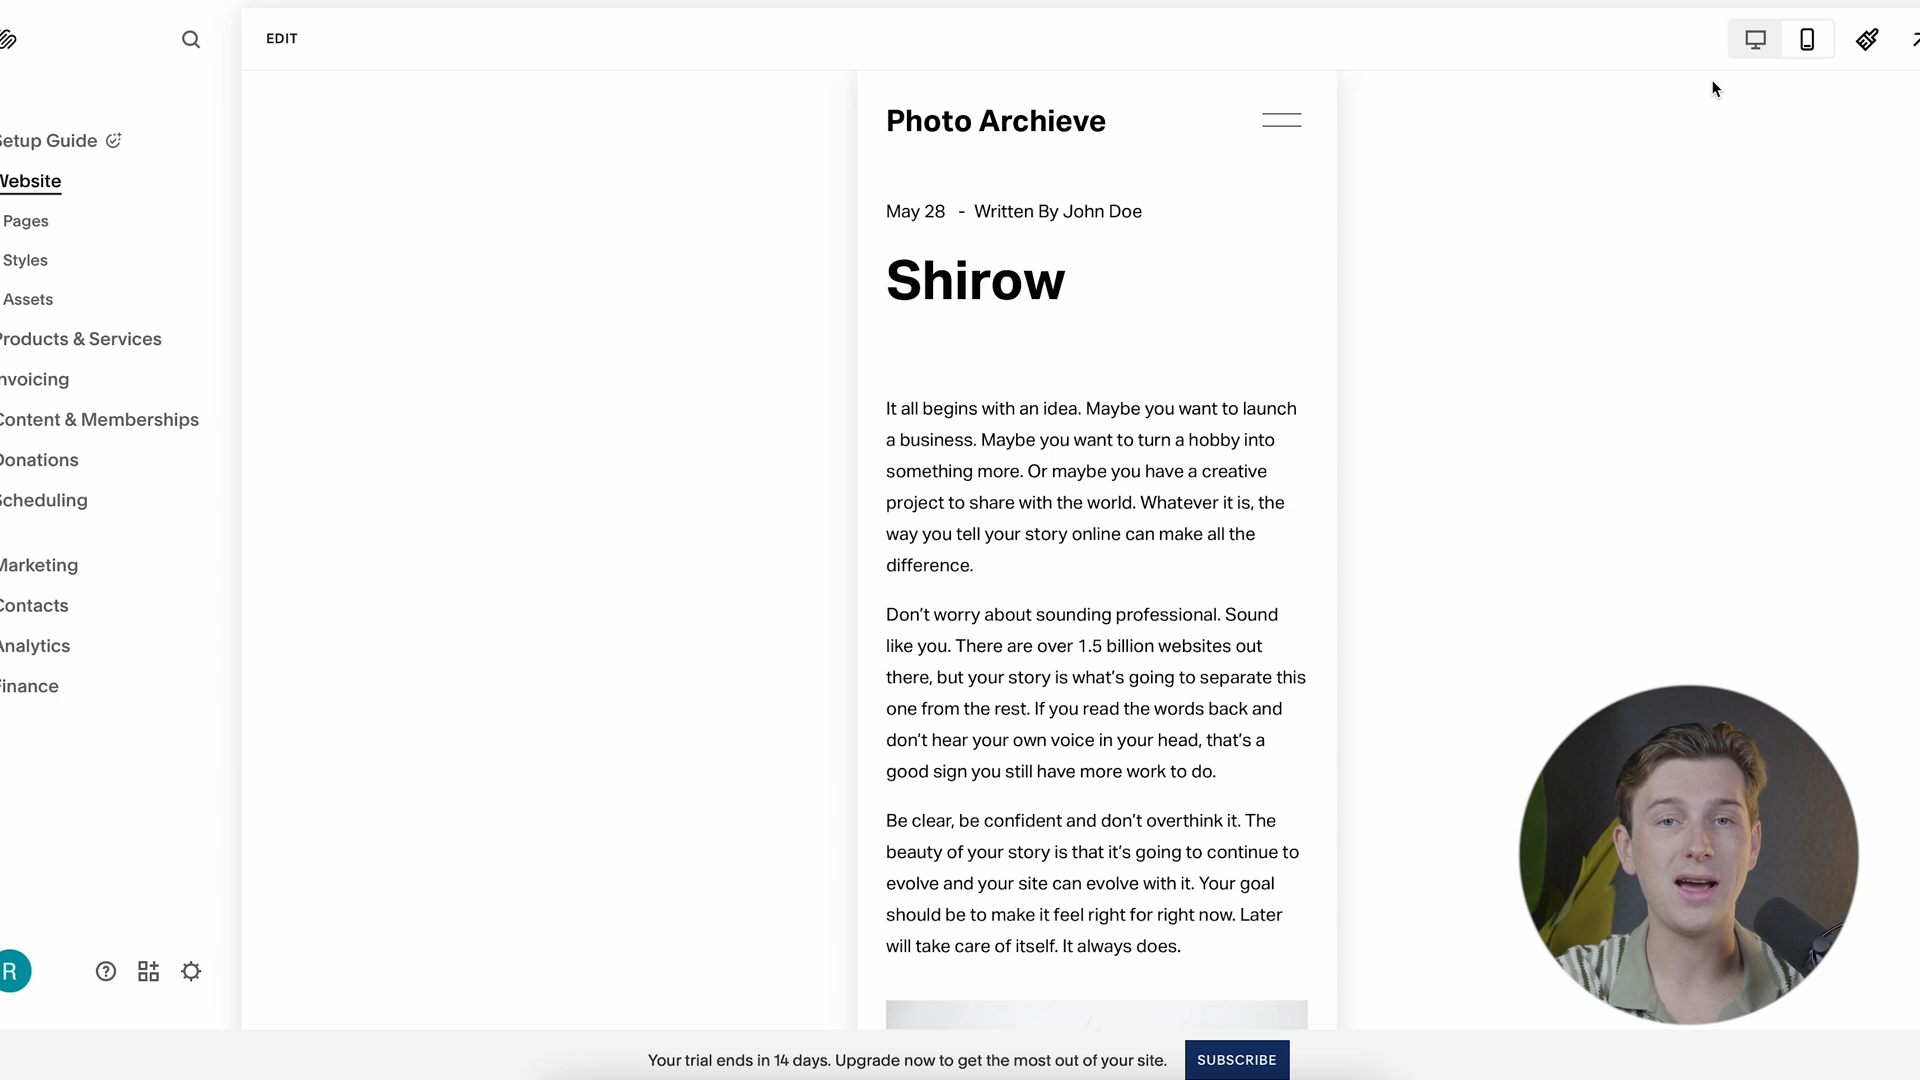 EDIT
Setup Guide
Website
Pages
Styles
Assets
Products & Services
Invoicing
Content & Memberships
Donations
Scheduling
Marketing
Contacts
Analytics
Finance
R
Photo Archieve
May 28 - Written By John Doe
Shirow
It all begins with an idea. Maybe you want to launch
a business. Maybe you want to turn a hobby into
something more. Or maybe you have a creative
project to share with the world. Whatever it is, the
way you tell your story online can make all the
difference.
Don’t worry about sounding professional. Sound
like you. There are over 1.5 billion websites out
there, but your story is what’s going to separate this
one from the rest. If you read the words back and
don’t hear your own voice in your head, that’s a
good sign you still have more work to do.
Be clear, be confident and don’t overthink it. The
beauty of your story is that it’s going to continue to
evolve and your site can evolve with it. Your goal
should be to make it feel right for right now. Later
will take care of itself. It always does.
Your trial ends in 14 days. Upgrade now to get the most out of your site.
SUBSCRIBE